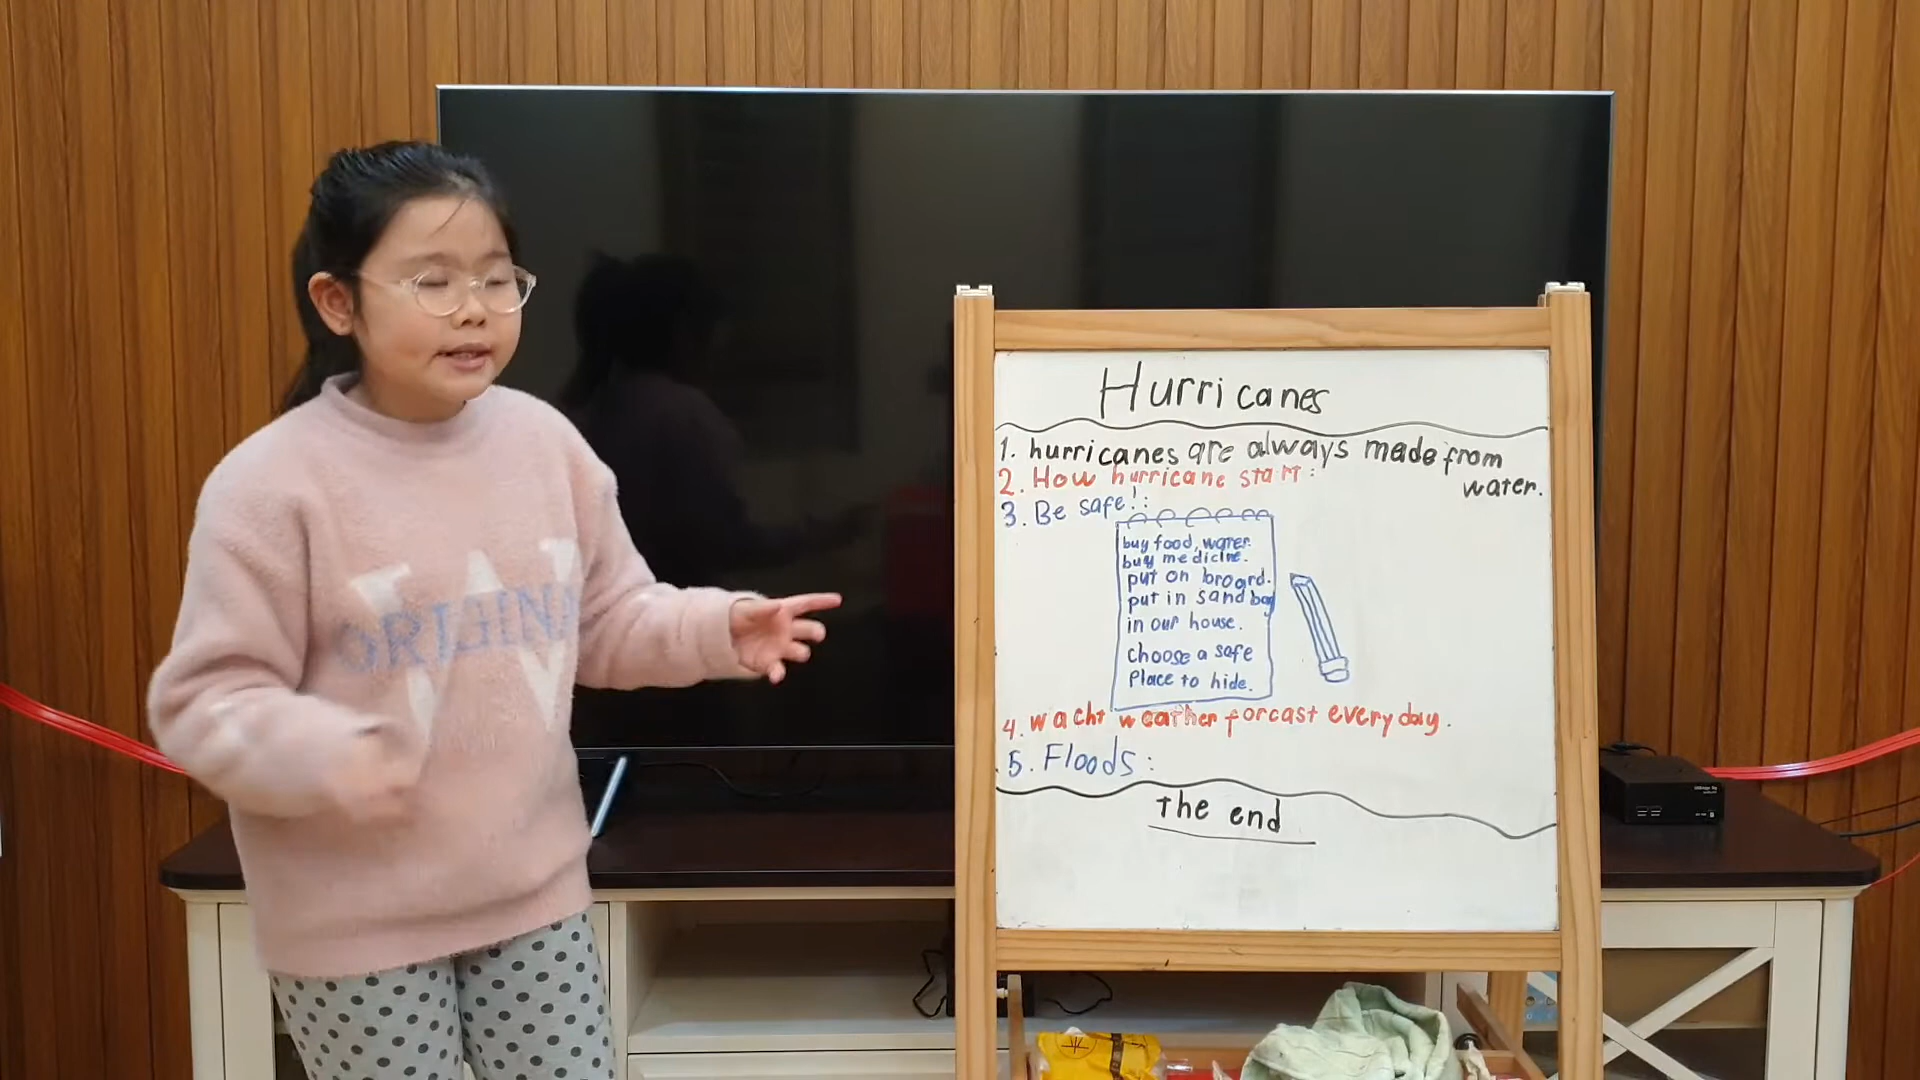 Hurricanes
1. hurricanes are always made from
water.
2. How hurricane start:
3. Be safe!:
buy food, water.
buy medicine.
put on broard.
put in sand bag
in our house.
choose a safe
Place to hide.
4. wacht weather forcast every day.
5. Floods:
The end
W
ORIGINA